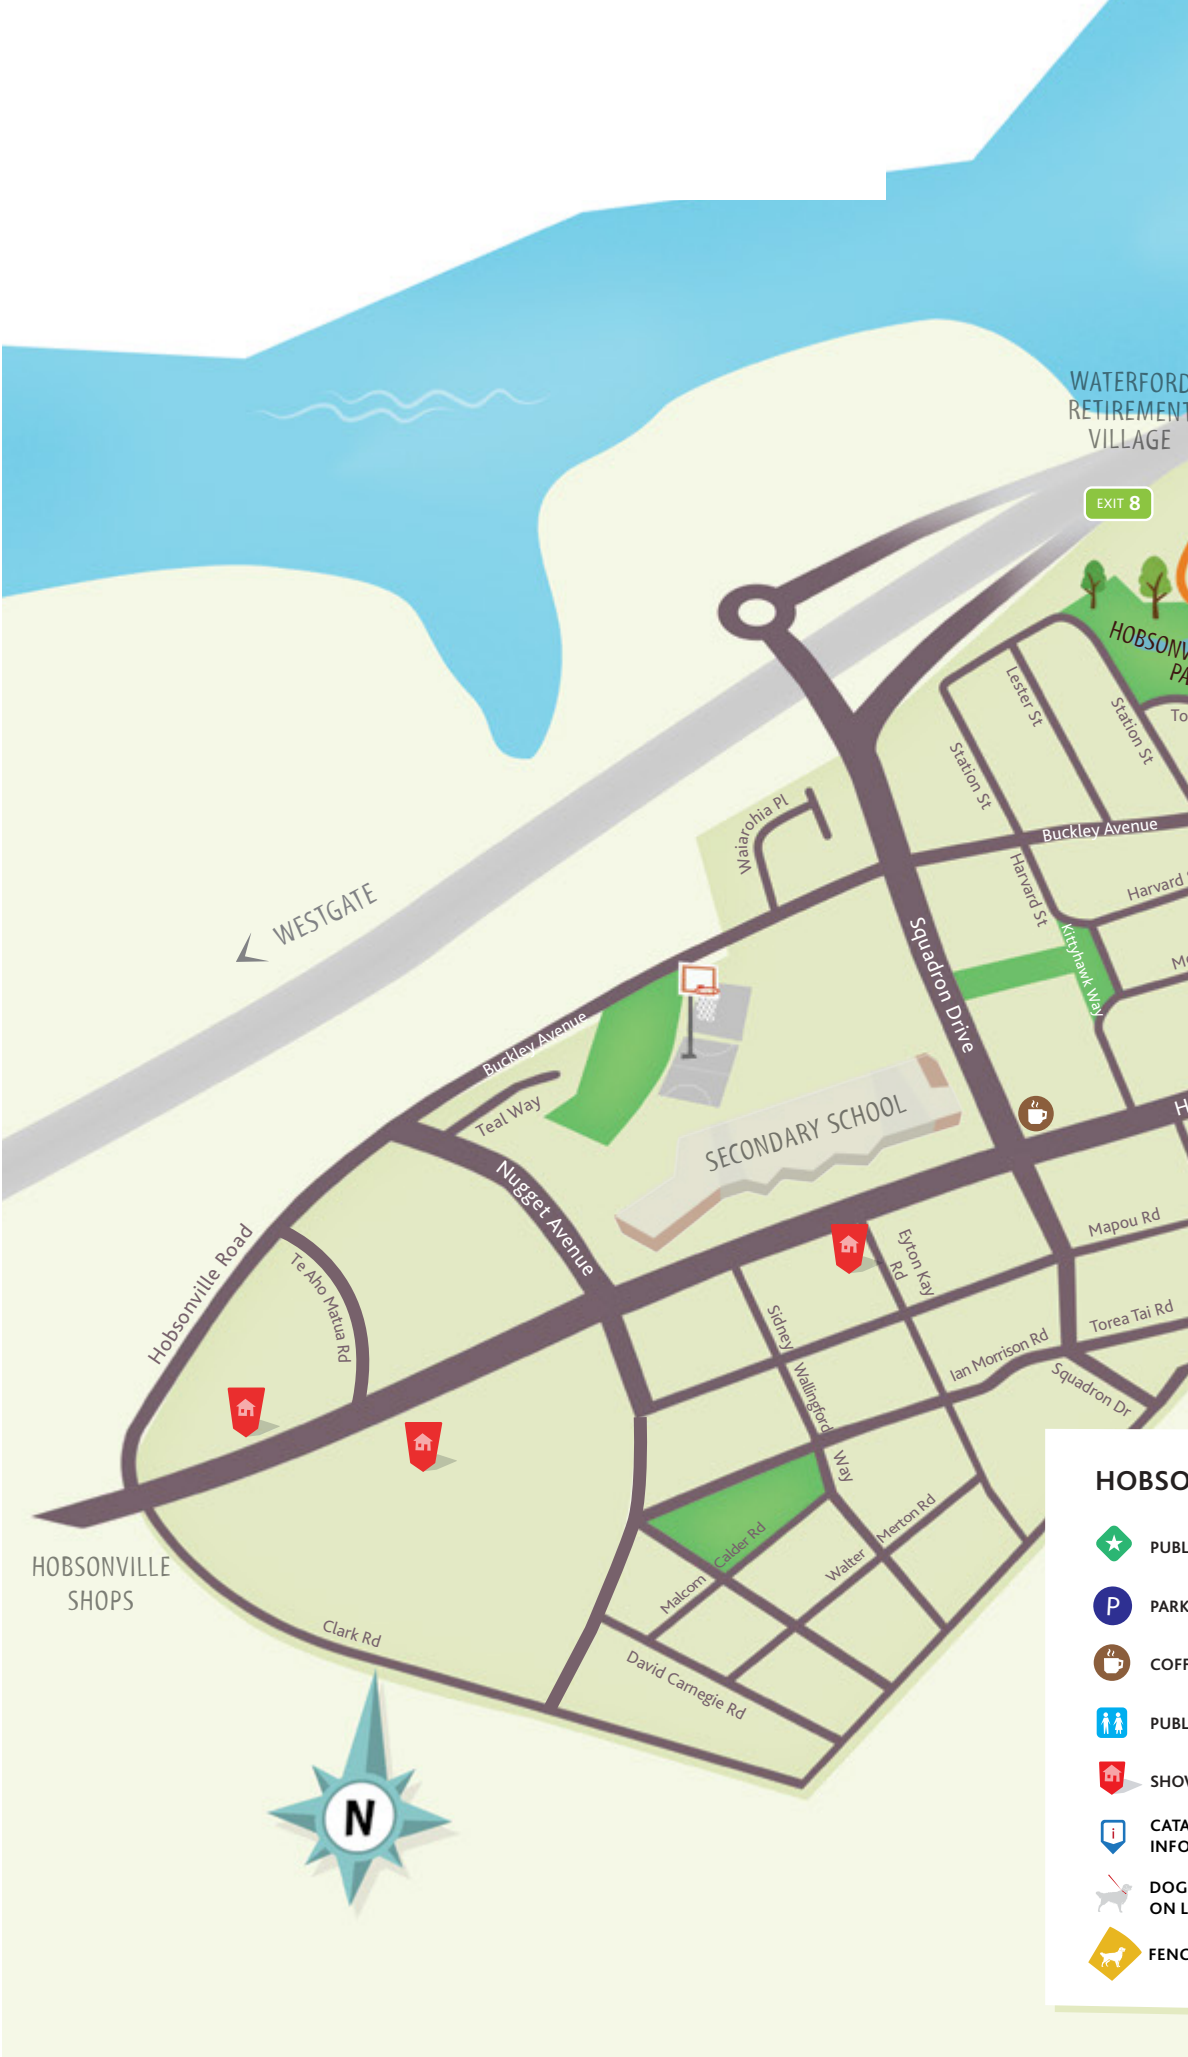 WATERFORD
RETIREMENT
VILLAGE
EXIT 8
HOBSONV
PA
Lester St
Station St
To
Station St
Waiarohia Pl
Buckley Avenue
Harvard St
Harvard
WESTGATE
Kittyhawk Way
Squadron Drive
Buckley Avenue
Teal Way
SECONDARY SCHOOL
H
Nugget Avenue
Mapou Rd
Hobsonville Road
Te Aho Matua Rd
Eyton Kay
Rd
Sidney Wallingford Way
Torea Tai Rd
Ian Morrison Rd
Squadron Dr
HOBSONVILLE
SHOPS
Malcom Calder Rd
Walter Merton Rd
Clark Rd
David Carnegie Rd
N
HOBSO
PUBL
P PARK
COFF
PUBL
SHOW
i CATA
INFO
DOG
ON L
FENC